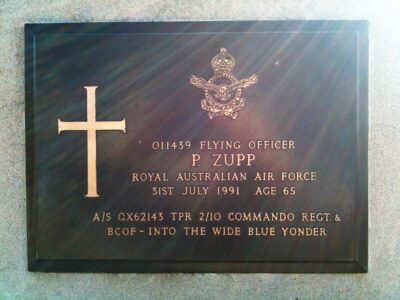 011439 FLYING OFFICER
P. ZUPP
ROYAL AUSTRALIAN AIR FORCE
31ST JULY 1991 AGE 65
A/S QX62143 TPR 2/10 COMMANDO REGT. &
BCOF - INTO THE WIDE BLUE YONDER